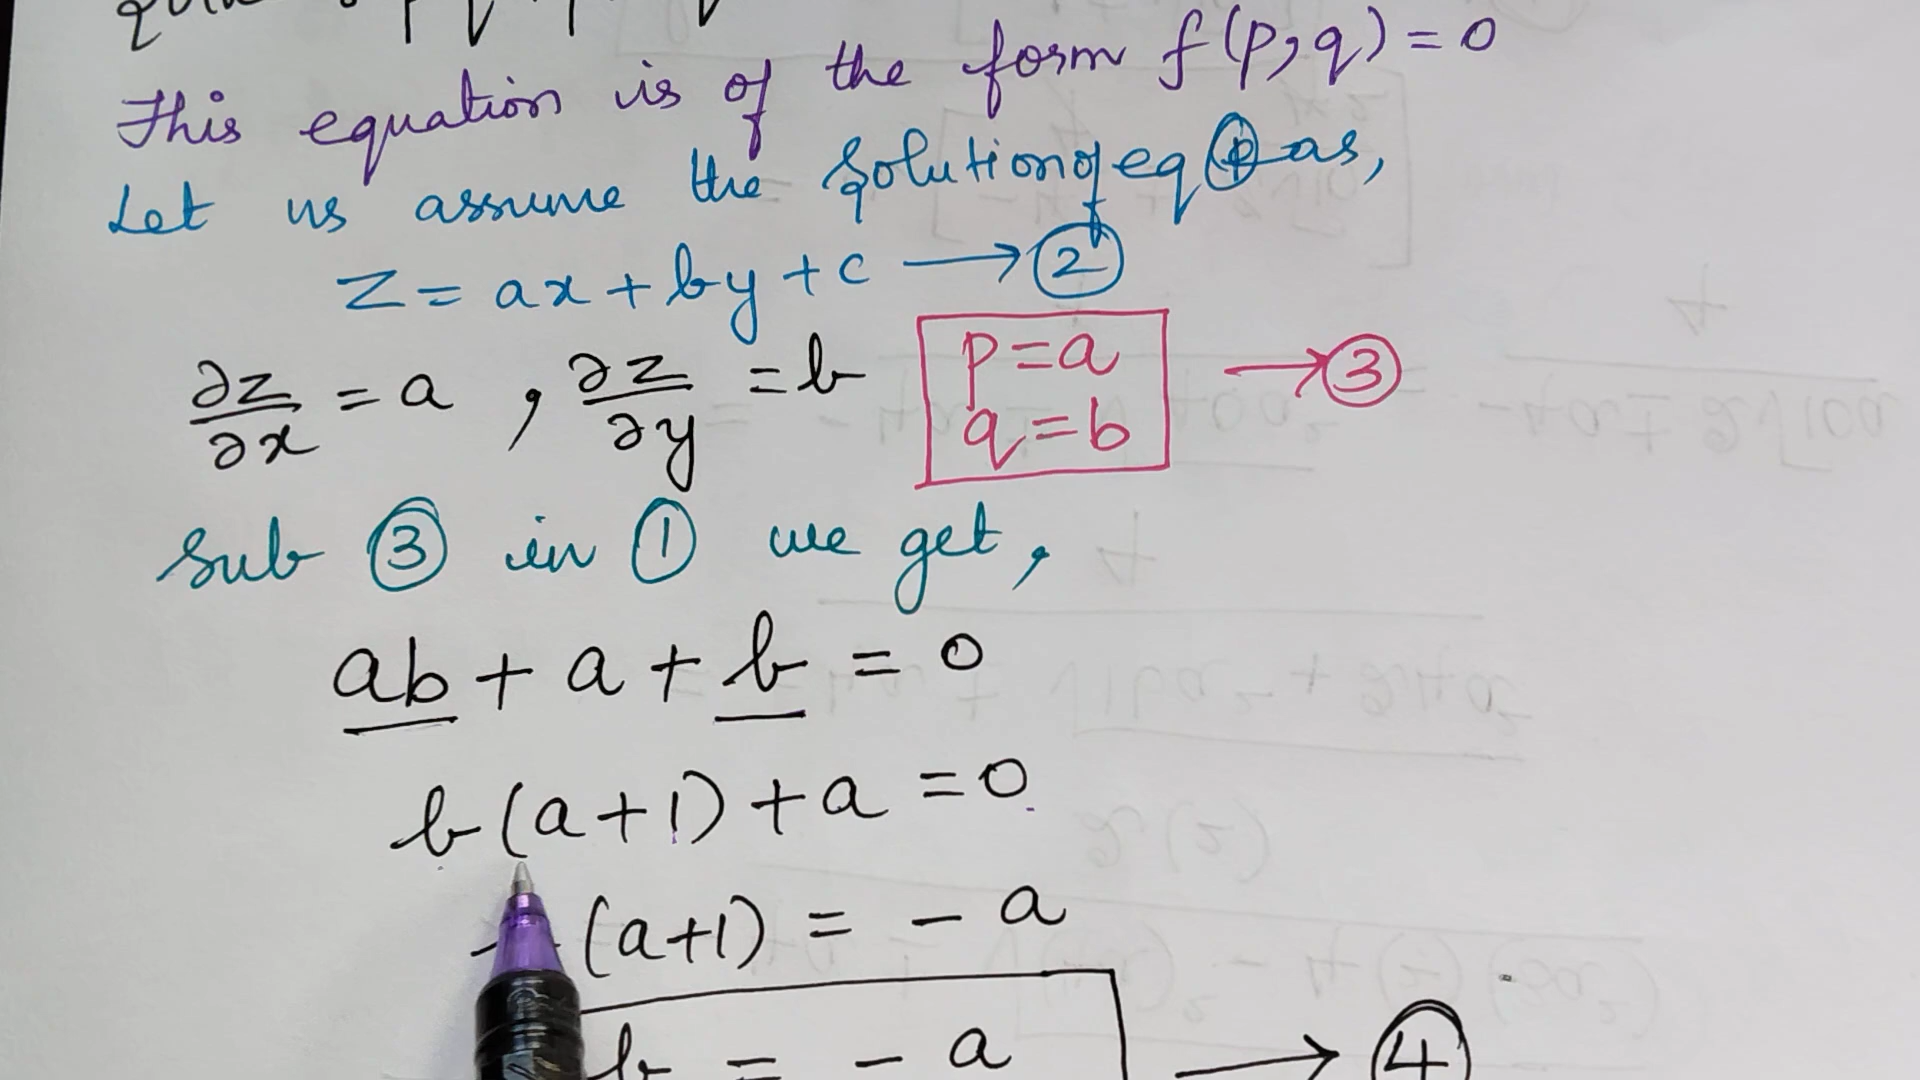 This equation is of the form f(p,q)=0
Let us assume the solution of eq ① as,
z = ax + by + c → ②
∂z/∂x = a , ∂z/∂y = b
p = a
q = b → ③
Sub ③ in ① we get,
ab + a + b = 0
b(a+1) + a = 0
(a+1) = - a
b = - a → ④